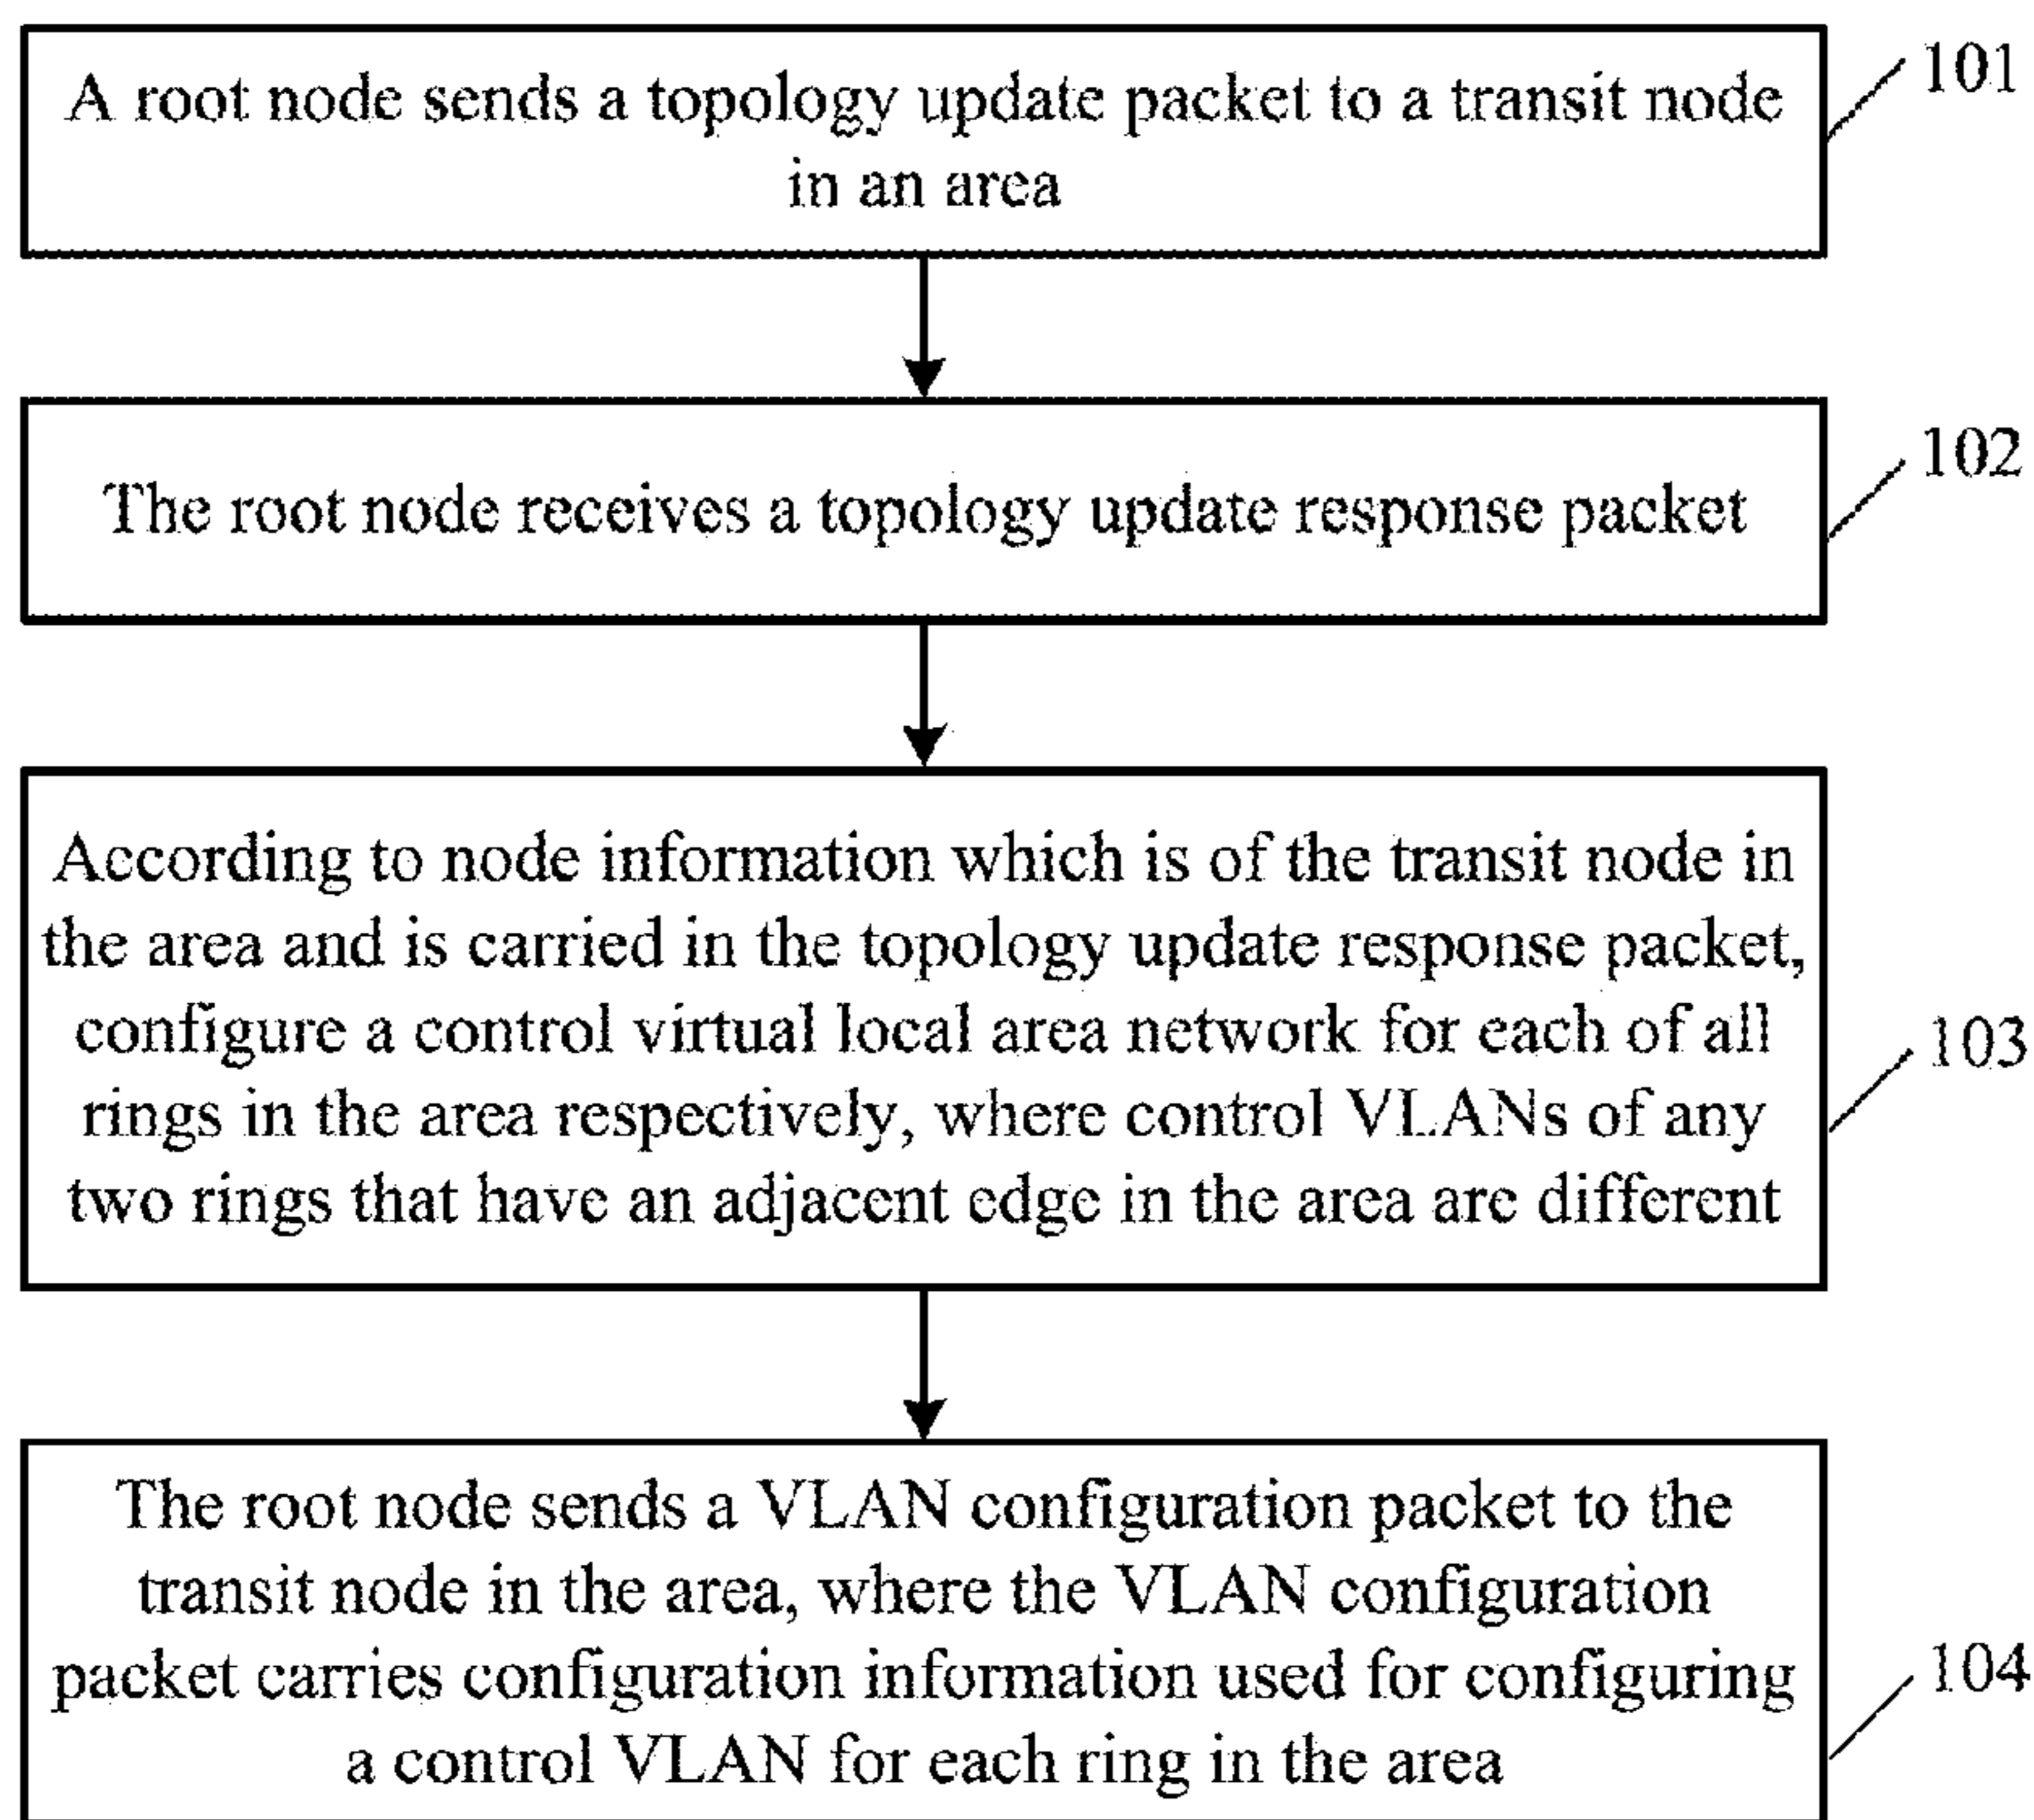 A root node sends a topology update packet to a transit node
in an area
101
The root node receives a topology update response packet
102
According to node information which is of the transit node in
the area and is carried in the topology update response packet,
configure a control virtual local area network for each of all
rings in the area respectively, where control VLANs of any
two rings that have an adjacent edge in the area are different
103
The root node sends a VLAN configuration packet to the
transit node in the area, where the VLAN configuration
packet carries configuration information used for configuring
a control VLAN for each ring in the area
104